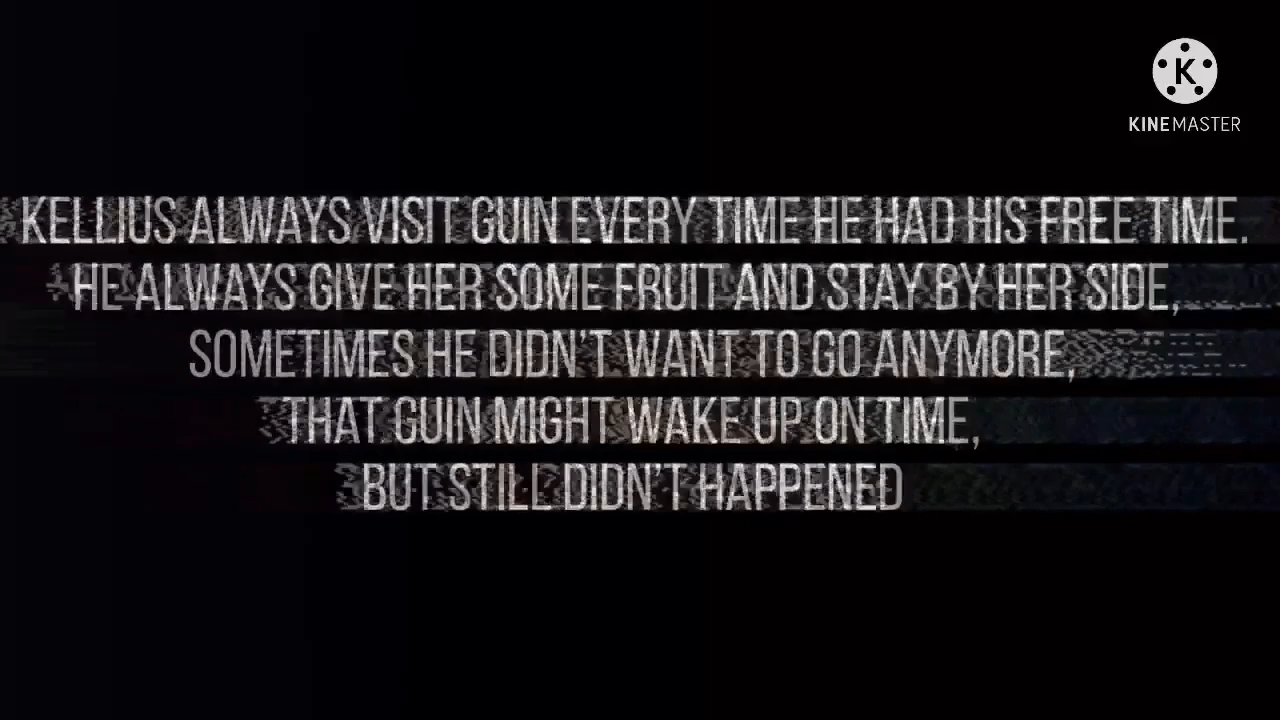 KINEMASTER
KELLIUS ALWAYS VISIT GUIN EVERY TIME HE HAD HIS FREE TIME.
HE ALWAYS GIVE HER SOME FRUIT AND STAY BY HER SIDE,
SOMETIMES HE DIDN'T WANT TO GO ANYMORE,
THAT GUIN MIGHT WAKE UP ON TIME,
BUT STILL DIDN'T HAPPENED